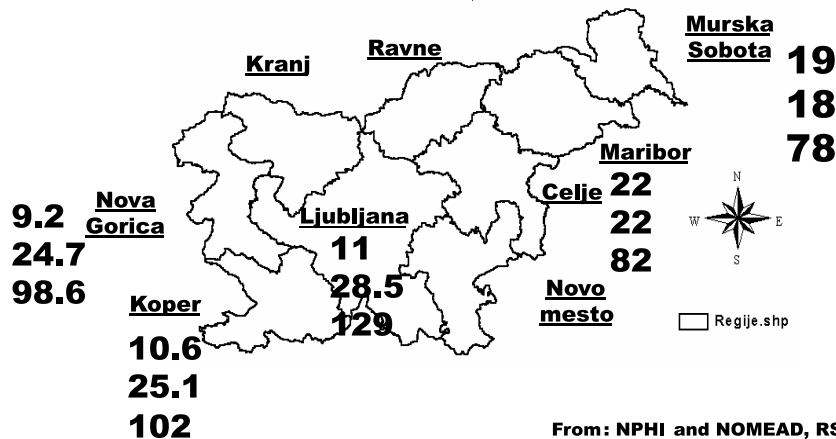 Murska
Sobota
19
18
78
Ravne
Kranj
Maribor
22
22
82
Celje
N
W E
S
Nova
Gorica
9.2
24.7
98.6
Ljubljana
11
28.5
129
Novo
mesto
Koper
10.6
25.1
102
Regije.shp
From: NPHI and NOMEAD,